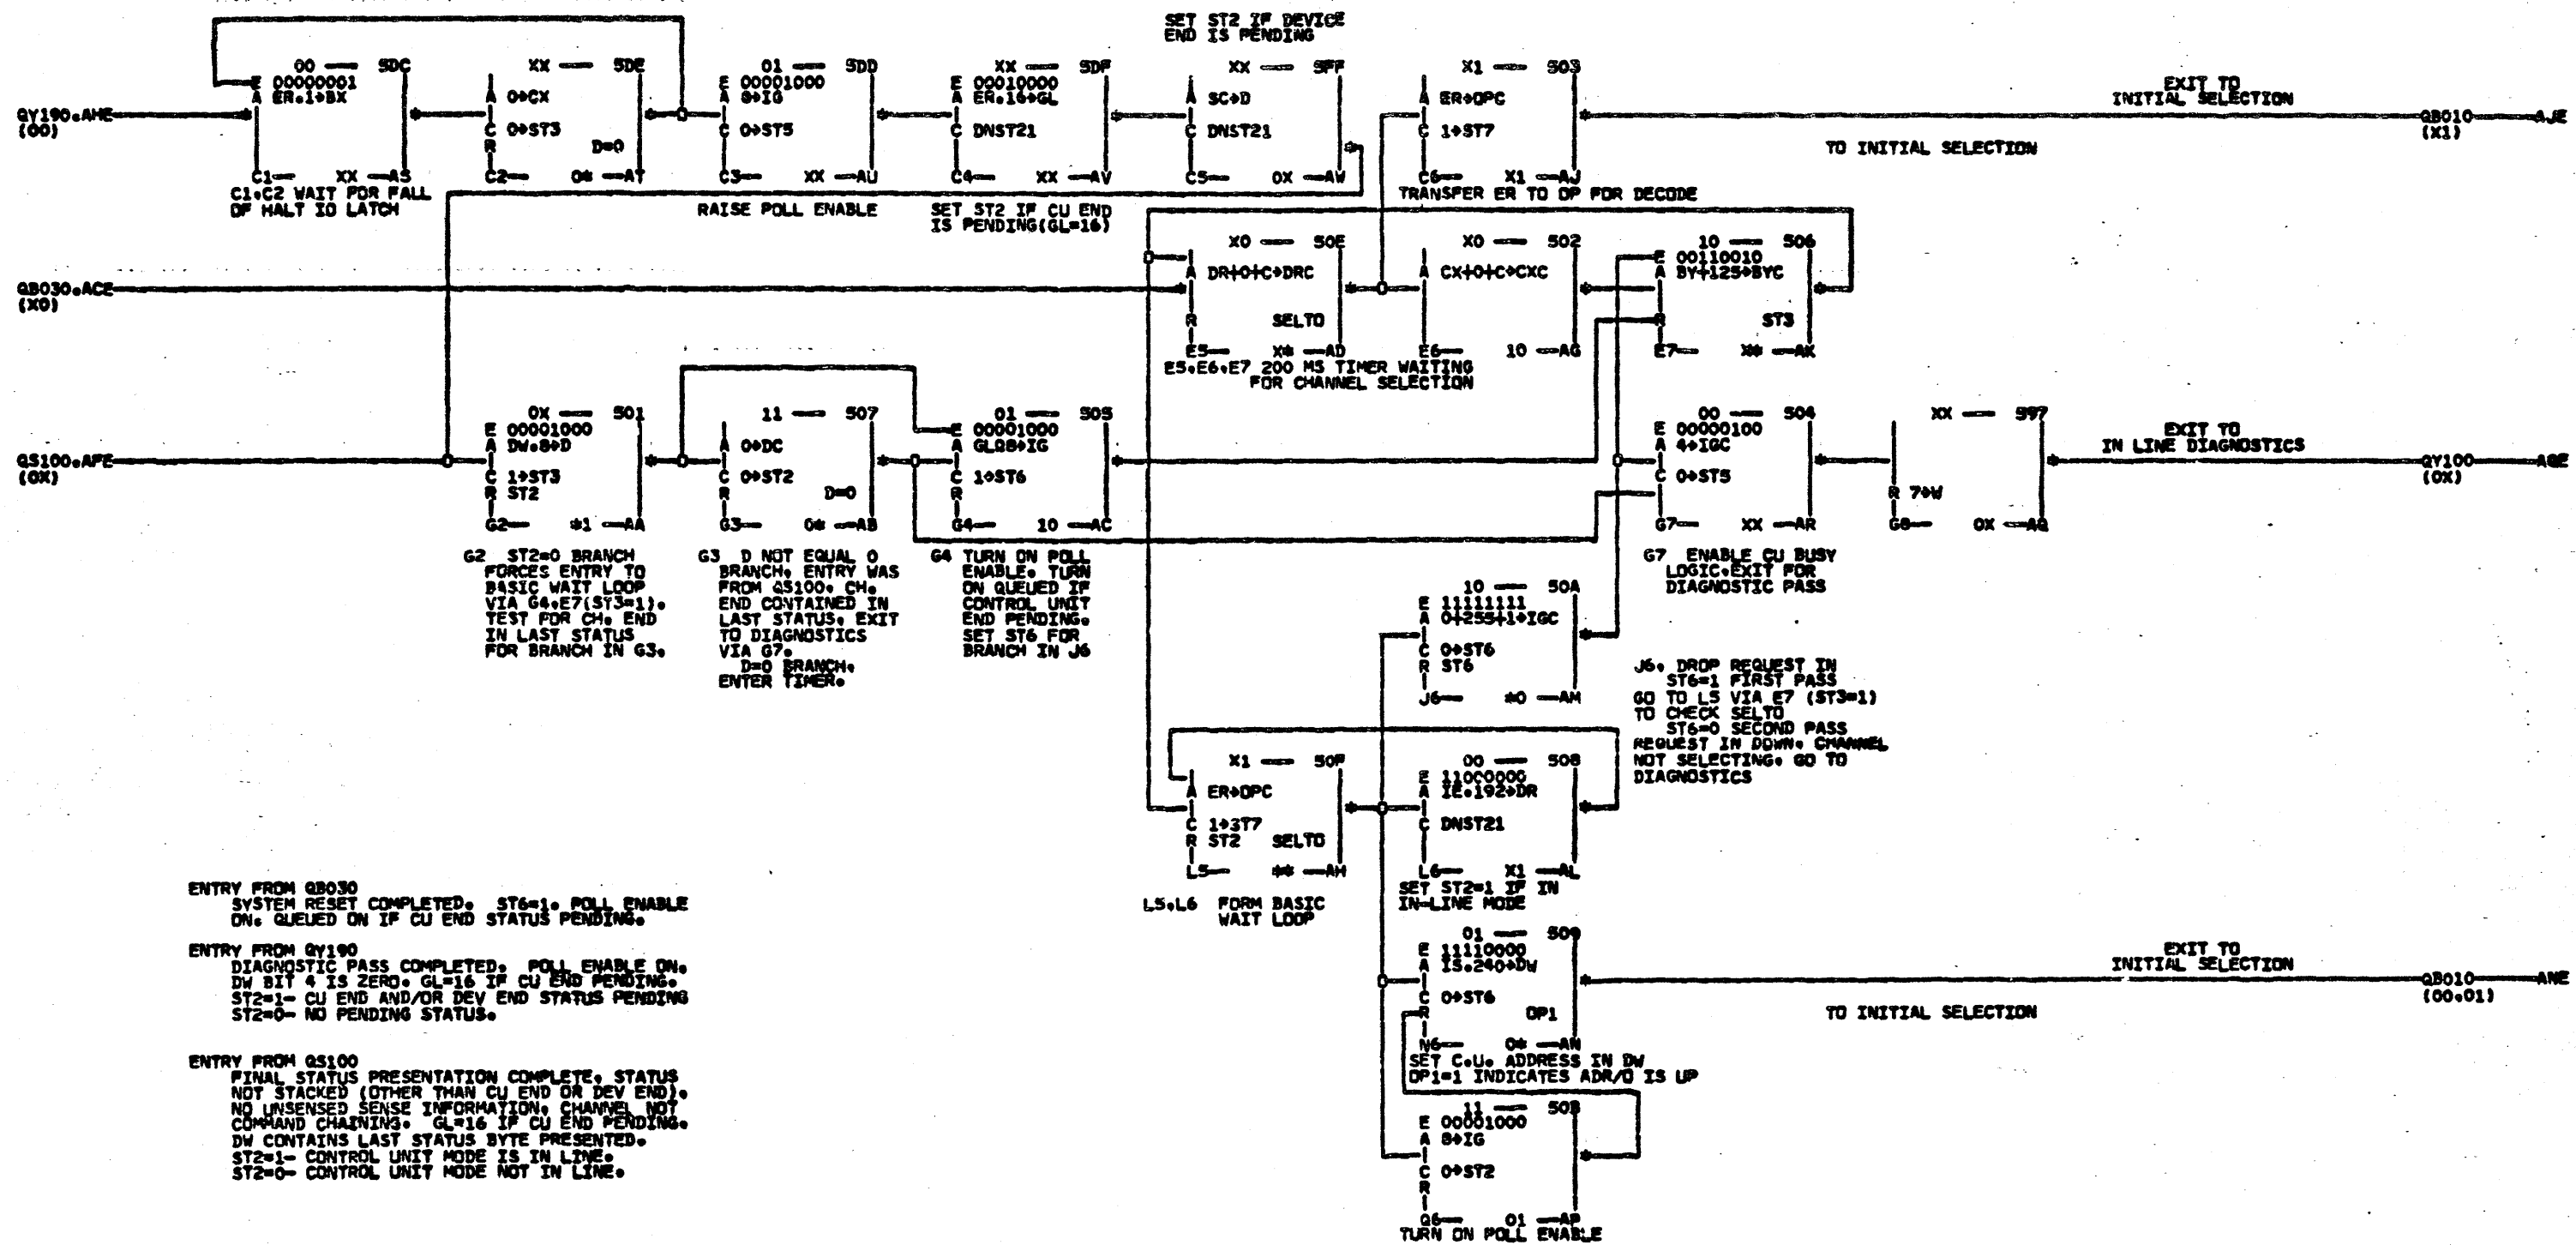 SET ST2 IF DEVICE
END IS PENDING
00 — 5DC
E 00000001
A ER.1→BX
C1— XX —AS
C1,C2 WAIT FOR FALL
OF HALT IO LATCH
XX — 5DE
A 0→CX
C 0→ST3
R D=0
C2— 0* —AT
01 — 5DD
E 00001000
A 8→IG
C 0→ST5
C3— XX —AU
RAISE POLL ENABLE
XX — 5DF
E 00010000
A ER.16→GL
C DNST21
C4— XX —AV
SET ST2 IF CU END
IS PENDING(GL=16)
XX — 5FF
A SC→D
C DNST21
C5— 0X —AW
X1 — 503
A ER→OPC
C 1→ST7
C6— X1 —AJ
TRANSFER ER TO OP FOR DECODE
QY190.AHE
(00)
EXIT TO
INITIAL SELECTION
TO INITIAL SELECTION
QB010 AJE
(X1)
QB030.ACE
(X0)
X0 — 50E
A DR+0+C→DRC
R SELTO
E5— X* —AD
E5,E6,E7 200 MS TIMER WAITING
FOR CHANNEL SELECTION
X0 — 502
A CX+0+C→CXC
E6— 10 —AG
10 — 506
E 00110010
A BY+125→BYC
R ST3
E7— ** —AK
QS100.AFE
(0X)
0X — 501
E 00001000
A DW.8→D
C 1→ST3
R ST2
G2— *1 —AA
11 — 507
A 0→DC
C 0→ST2
R D=0
G3— 0* —AB
01 — 505
E 00001000
A GLΩ8→IG
C 1→ST6
R
G4— 10 —AC
00 — 504
E 00000100
A 4→IGC
C 0→ST5
G7— XX —AR
XX — 597
R 7→W
G8— 0X —AQ
EXIT TO
IN LINE DIAGNOSTICS
QY100 AQE
(0X)
G2 ST2=0 BRANCH
FORCES ENTRY TO
BASIC WAIT LOOP
VIA G4,E7(ST3=1).
TEST FOR CH. END
IN LAST STATUS
FOR BRANCH IN G3.
G3 D NOT EQUAL 0
BRANCH, ENTRY WAS
FROM QS100. CH.
END CONTAINED IN
LAST STATUS. EXIT
TO DIAGNOSTICS
VIA G7.
D=0 BRANCH.
ENTER TIMER.
G4 TURN ON POLL
ENABLE. TURN
ON QUEUED IF
CONTROL UNIT
END PENDING.
SET ST6 FOR
BRANCH IN J6
G7 ENABLE CU BUSY
LOGIC.EXIT FOR
DIAGNOSTIC PASS
10 — 50A
E 11111111
A 0+255+1→IGC
C 0→ST6
R ST6
J6— *0 —AM
J6. DROP REQUEST IN
ST6=1 FIRST PASS
GO TO L5 VIA E7 (ST3=1)
TO CHECK SELTO
ST6=0 SECOND PASS
REQUEST IN DOWN. CHANNEL
NOT SELECTING. GO TO
DIAGNOSTICS
X1 — 50F
A ER→OPC
C 1→ST7
R ST2 SELTO
L5— ** —AH
L5,L6 FORM BASIC
WAIT LOOP
00 — 508
E 11000000
A IE.192→DR
C DNST21
L6— X1 —AL
SET ST2=1 IF IN
IN-LINE MODE
01 — 509
E 11110000
A IS.240→DW
C 0→ST6
R OP1
N6— 0* —AN
SET C.U. ADDRESS IN DW
OP1=1 INDICATES ADR/O IS UP
EXIT TO
INITIAL SELECTION
TO INITIAL SELECTION
QB010 ANE
(00,01)
11 — 50B
E 00001000
A 8→IG
C 0→ST2
R
Q6— 01 —AP
TURN ON POLL ENABLE
ENTRY FROM QB030
SYSTEM RESET COMPLETED. ST6=1. POLL ENABLE
ON. QUEUED ON IF CU END STATUS PENDING.
ENTRY FROM QY190
DIAGNOSTIC PASS COMPLETED. POLL ENABLE ON.
DW BIT 4 IS ZERO. GL=16 IF CU END PENDING.
ST2=1- CU END AND/OR DEV END STATUS PENDING
ST2=0- NO PENDING STATUS.
ENTRY FROM QS100
FINAL STATUS PRESENTATION COMPLETE. STATUS
NOT STACKED (OTHER THAN CU END OR DEV END).
NO UNSENSED SENSE INFORMATION. CHANNEL NOT
COMMAND CHAINING. GL=16 IF CU END PENDING.
DW CONTAINS LAST STATUS BYTE PRESENTED.
ST2=1- CONTROL UNIT MODE IS IN LINE.
ST2=0- CONTROL UNIT MODE NOT IN LINE.